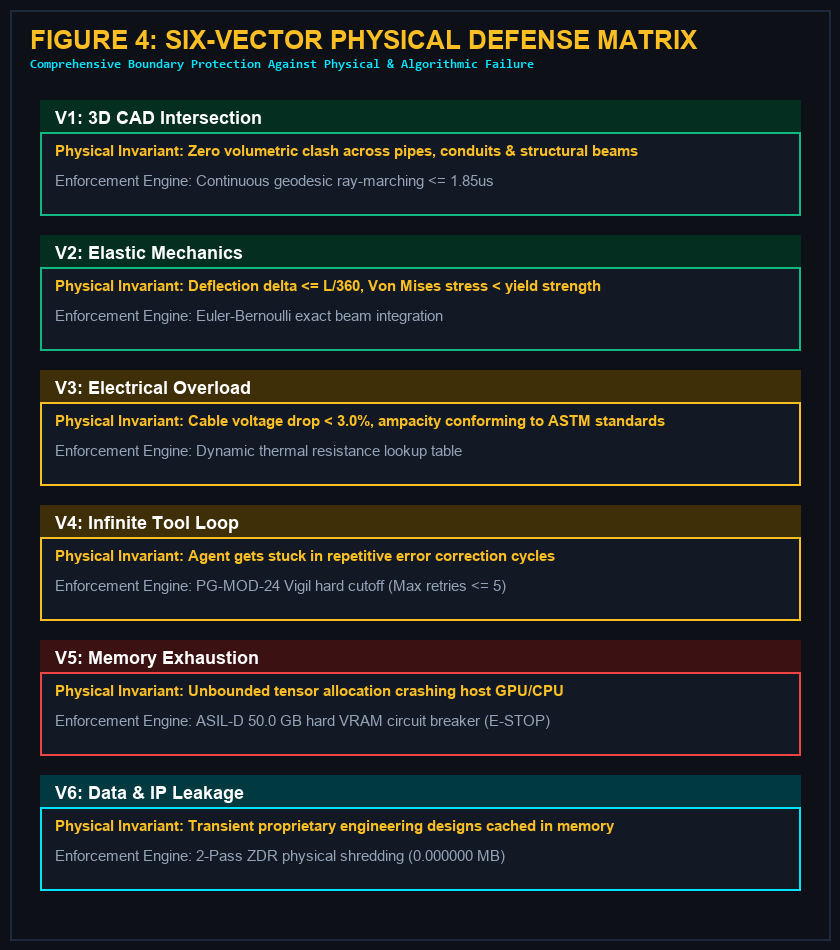 FIGURE 4: SIX-VECTOR PHYSICAL DEFENSE MATRIX
Comprehensive Boundary Protection Against Physical & Algorithmic Failure
V1: 3D CAD Intersection
Physical Invariant: Zero volumetric clash across pipes, conduits & structural beams
Enforcement Engine: Continuous geodesic ray-marching <= 1.85us
V2: Elastic Mechanics
Physical Invariant: Deflection delta <= L/360, Von Mises stress < yield strength
Enforcement Engine: Euler-Bernoulli exact beam integration
V3: Electrical Overload
Physical Invariant: Cable voltage drop < 3.0%, ampacity conforming to ASTM standards
Enforcement Engine: Dynamic thermal resistance lookup table
V4: Infinite Tool Loop
Physical Invariant: Agent gets stuck in repetitive error correction cycles
Enforcement Engine: PG-MOD-24 Vigil hard cutoff (Max retries <= 5)
V5: Memory Exhaustion
Physical Invariant: Unbounded tensor allocation crashing host GPU/CPU
Enforcement Engine: ASIL-D 50.0 GB hard VRAM circuit breaker (E-STOP)
V6: Data & IP Leakage
Physical Invariant: Transient proprietary engineering designs cached in memory
Enforcement Engine: 2-Pass ZDR physical shredding (0.000000 MB)